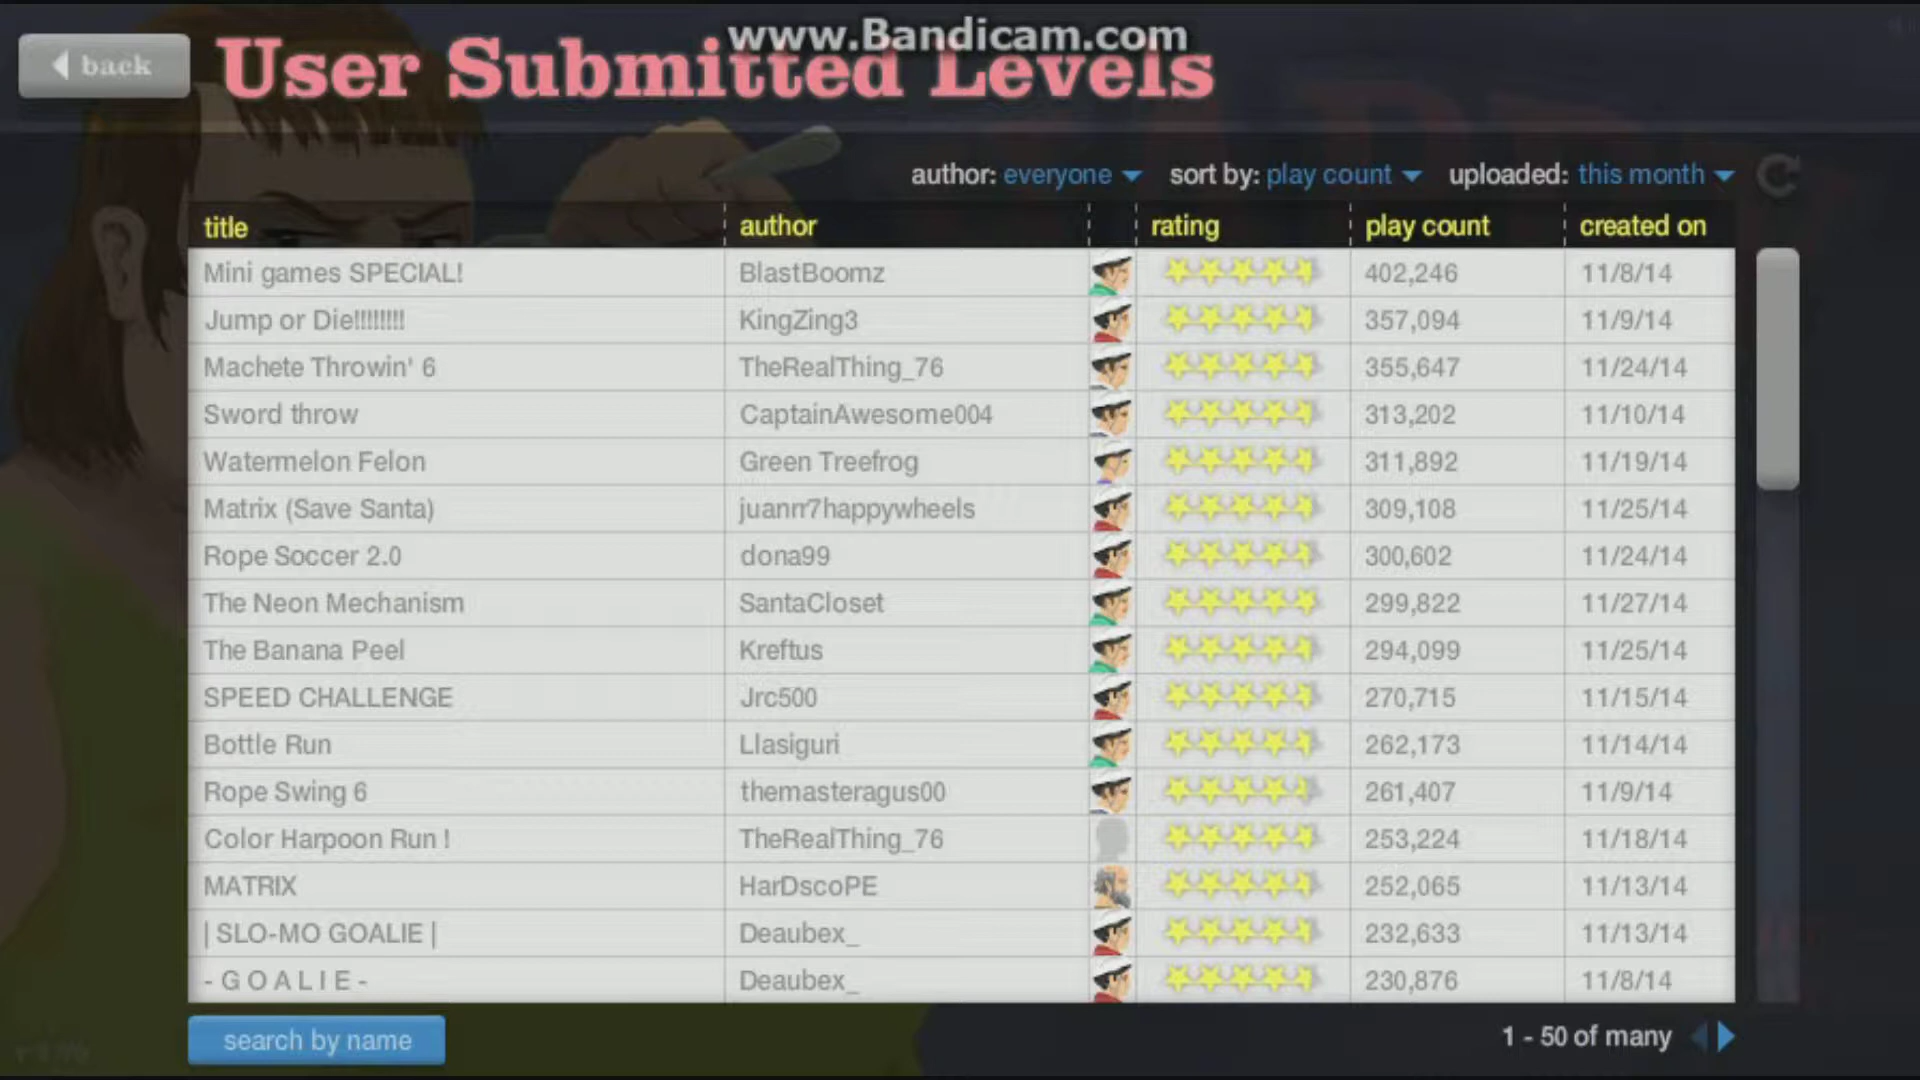 www.Bandicam.com
back
User Submitted Levels
author: everyone sort by: play count uploaded: this month
title author rating play count created on
Mini games SPECIAL! BlastBoomz 402,246 11/8/14
Jump or Die!!!!!!!! KingZing3 357,094 11/9/14
Machete Throwin' 6 TheRealThing_76 355,647 11/24/14
Sword throw CaptainAwesome004 313,202 11/10/14
Watermelon Felon Green Treefrog 311,892 11/19/14
Matrix (Save Santa) juanrr7happywheels 309,108 11/25/14
Rope Soccer 2.0 dona99 300,602 11/24/14
The Neon Mechanism SantaCloset 299,822 11/27/14
The Banana Peel Kreftus 294,099 11/25/14
SPEED CHALLENGE Jrc500 270,715 11/15/14
Bottle Run Llasiguri 262,173 11/14/14
Rope Swing 6 themasteragus00 261,407 11/9/14
Color Harpoon Run ! TheRealThing_76 253,224 11/18/14
MATRIX HarDscoPE 252,065 11/13/14
| SLO-MO GOALIE | Deaubex_ 232,633 11/13/14
- G O A L I E - Deaubex_ 230,876 11/8/14
search by name 1 - 50 of many